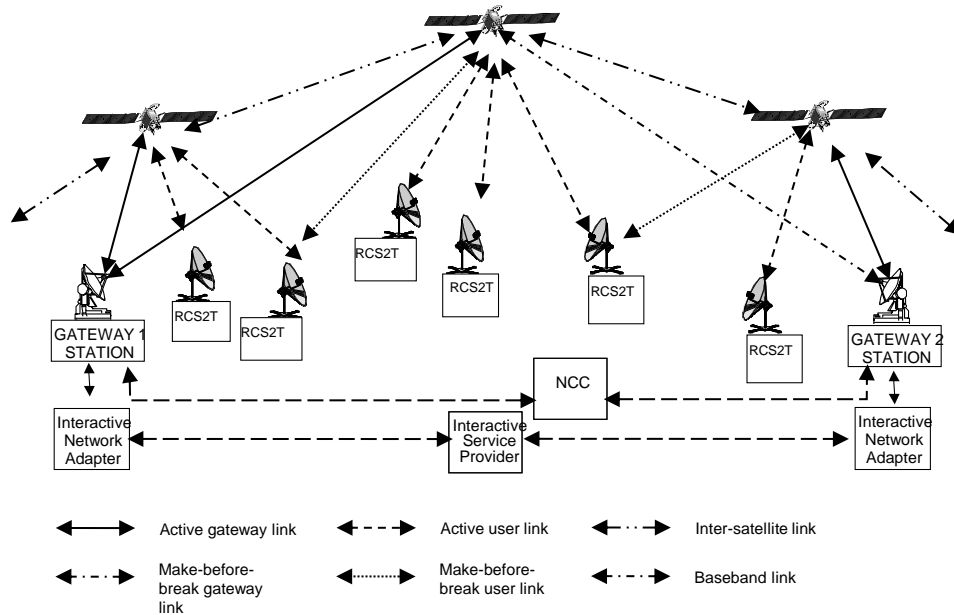 RCS2T
RCS2T
RCS2T
RCS2T
RCS2T
RCS2T
GATEWAY 1
STATION
GATEWAY 2
STATION
NCC
Interactive
Network
Adapter
Interactive
Service
Provider
Interactive
Network
Adapter
Active gateway link
Active user link
Inter-satellite link
Make-before-
break gateway
link
Make-before-
break user link
Baseband link